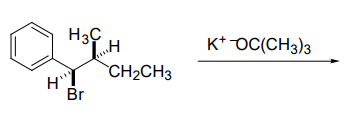 H₃C
H
CH₂CH₃
H
Br
K⁺ ⁻OC(CH₃)₃